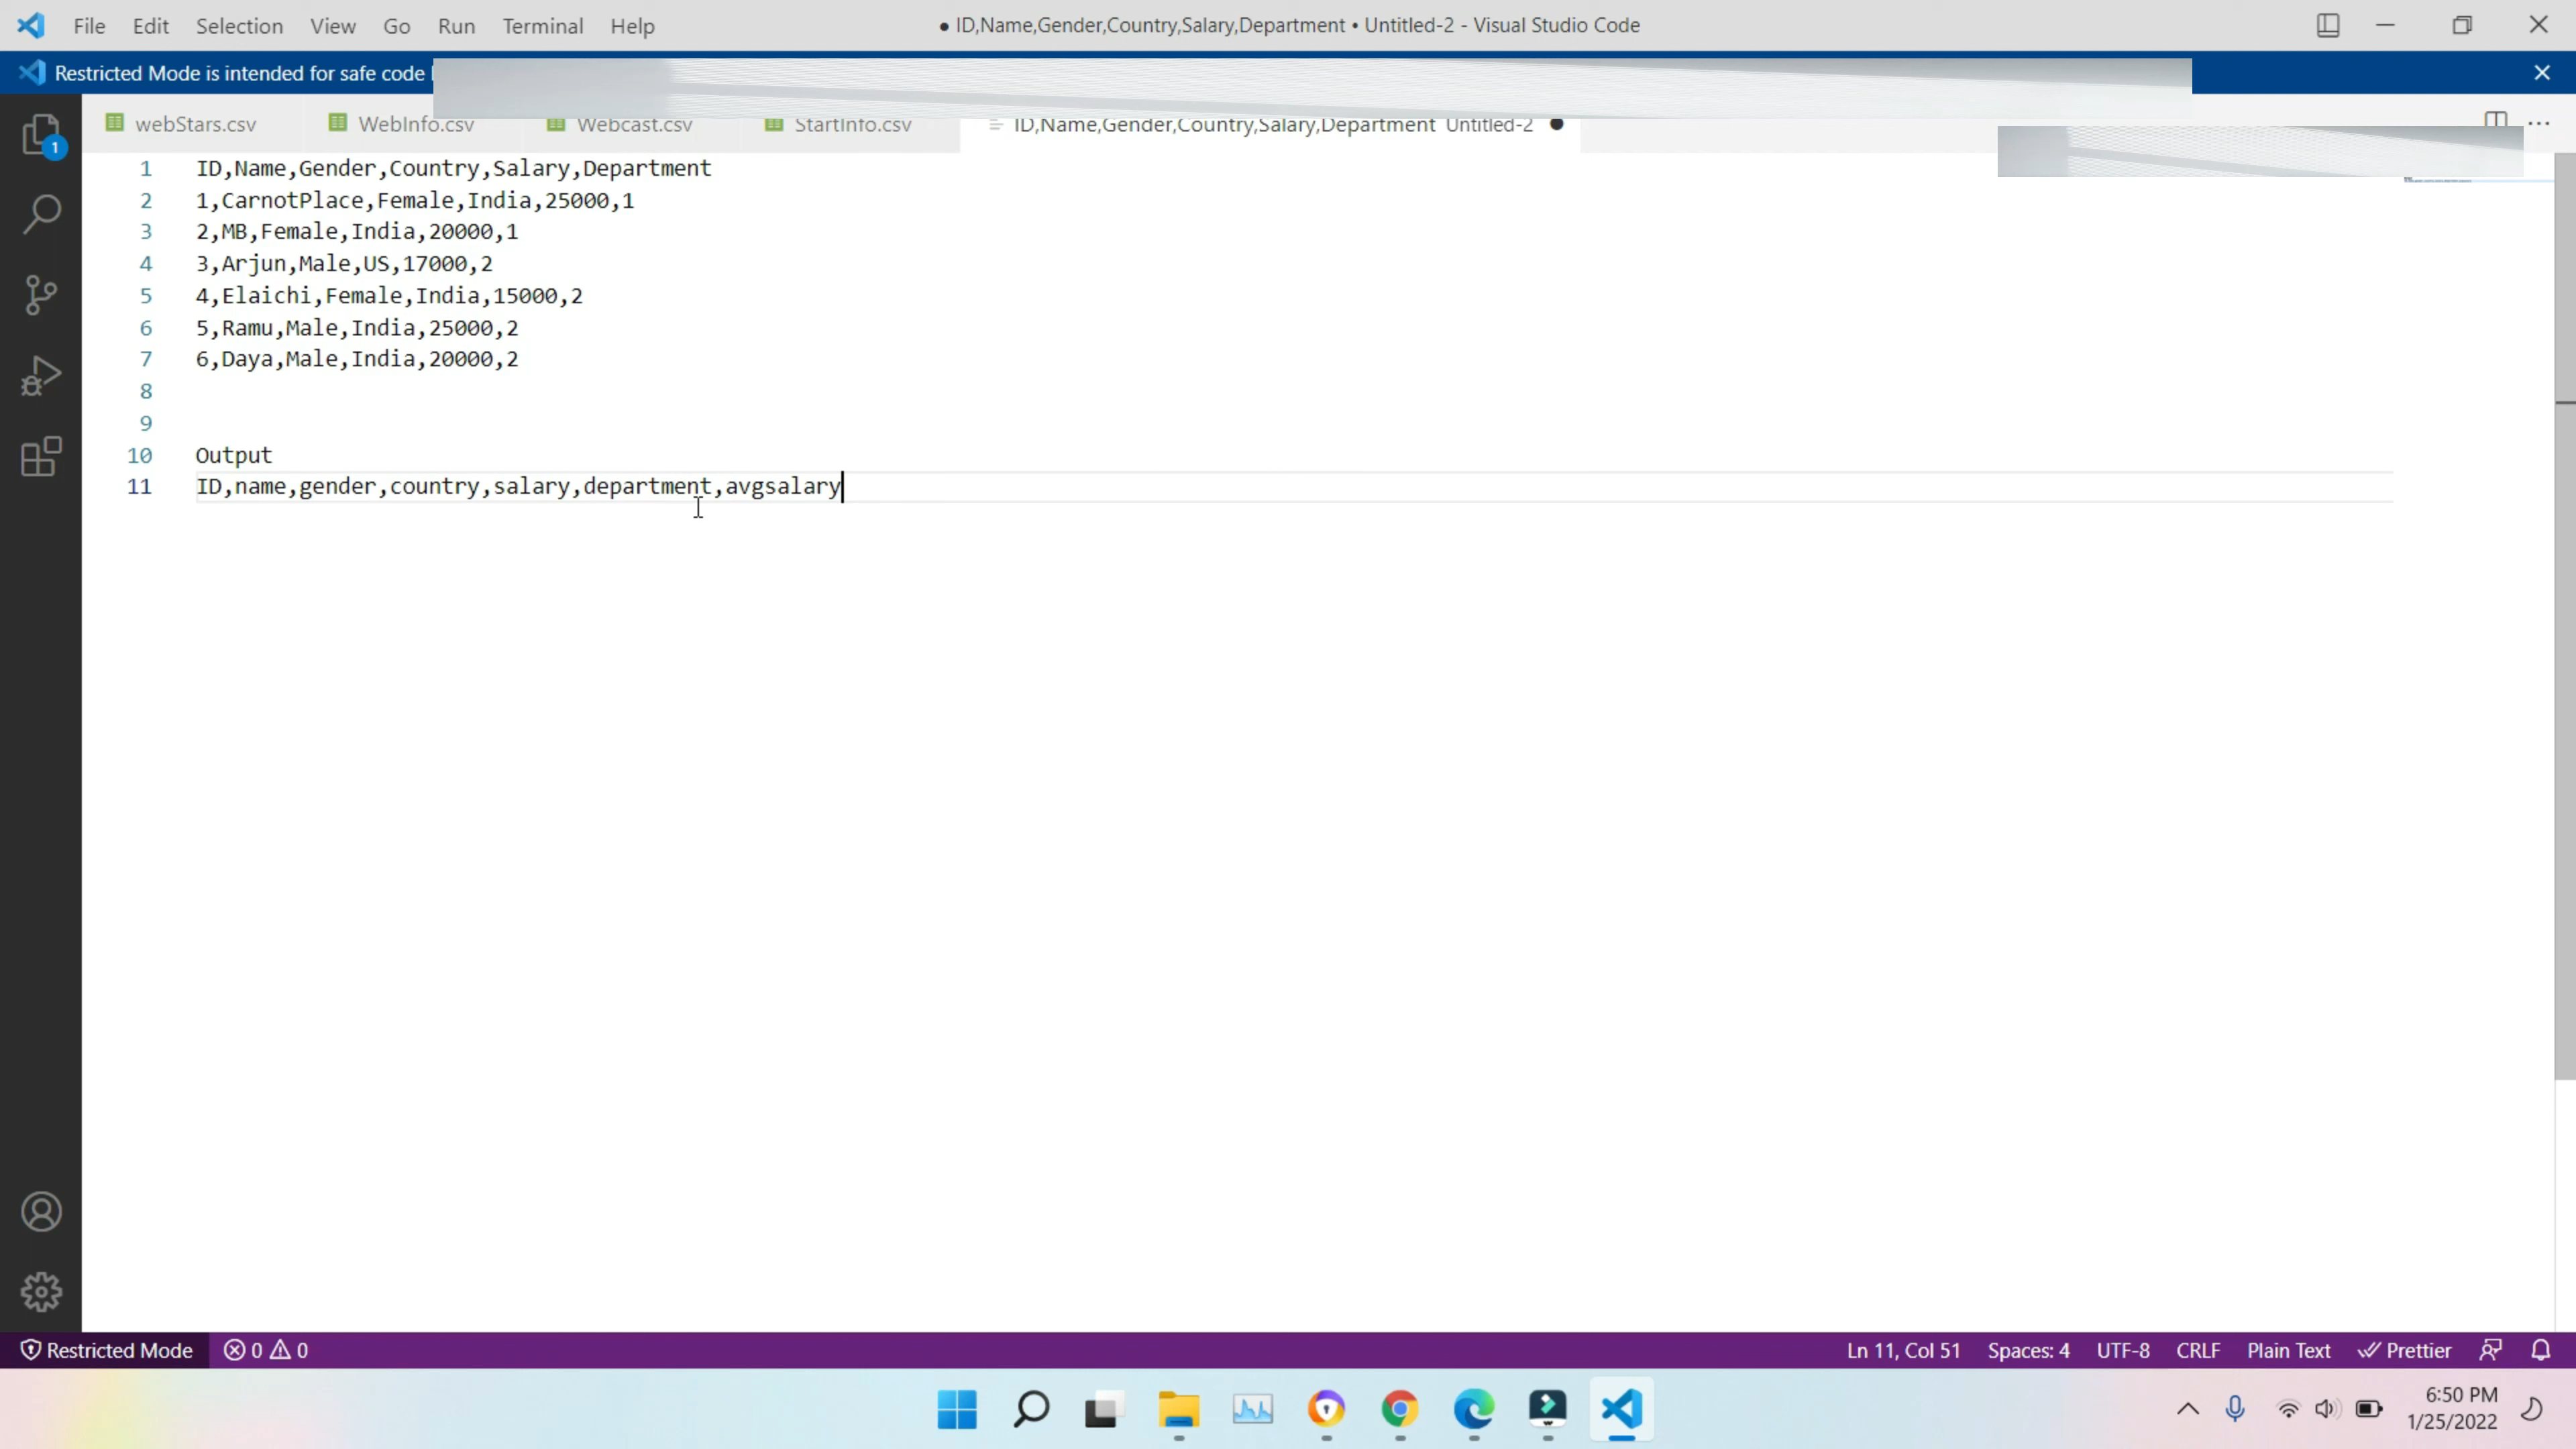 File Edit Selection View Go Run Terminal Help ● ID,Name,Gender,Country,Salary,Department • Untitled-2 - Visual Studio Code
Restricted Mode is intended for safe code
webStars.csv WebInfo.csv Webcast.csv StartInfo.csv ID,Name,Gender,Country,Salary,Department Untitled-2
1
1 ID,Name,Gender,Country,Salary,Department
2 1,CarnotPlace,Female,India,25000,1
3 2,MB,Female,India,20000,1
4 3,Arjun,Male,US,17000,2
5 4,Elaichi,Female,India,15000,2
6 5,Ramu,Male,India,25000,2
7 6,Daya,Male,India,20000,2
8
9
10 Output
11 ID,name,gender,country,salary,department,avgsalary
Restricted Mode 0 0 Ln 11, Col 51 Spaces: 4 UTF-8 CRLF Plain Text Prettier
6:50 PM
1/25/2022